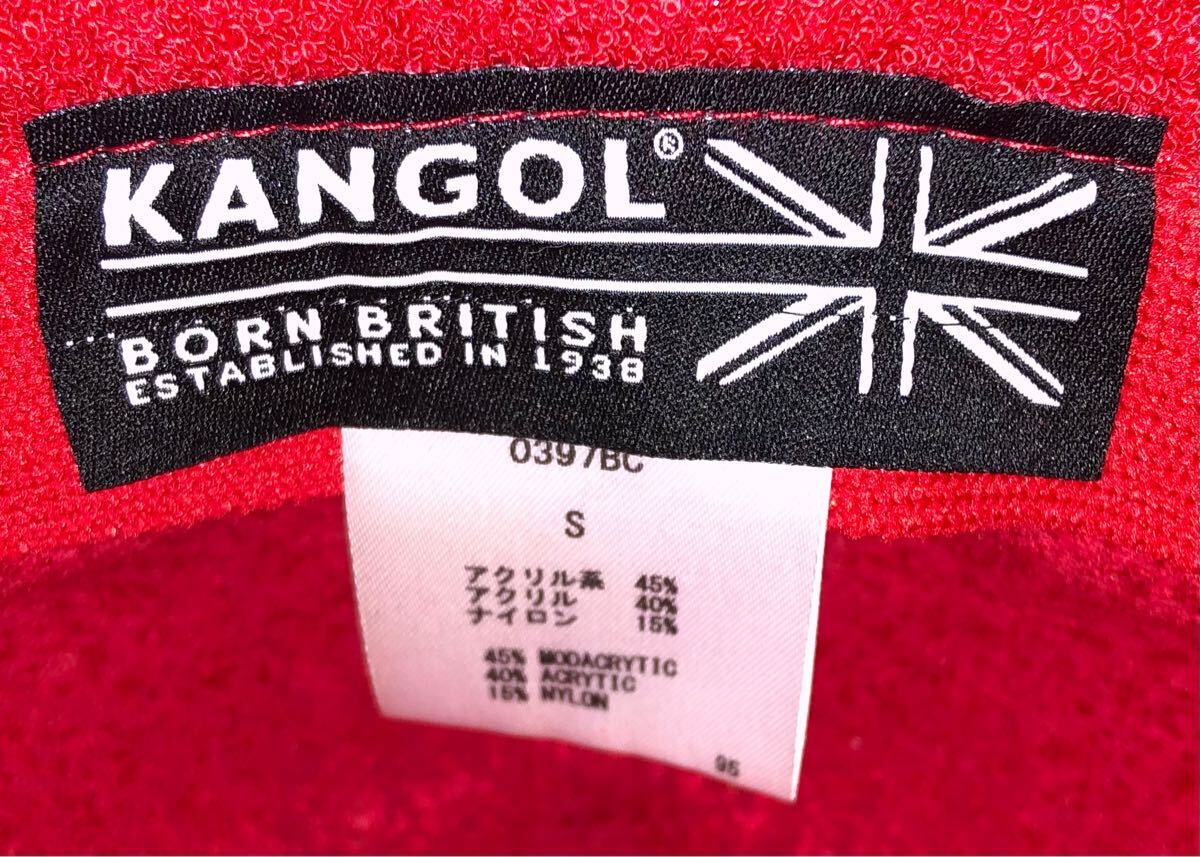 KANGOL®
BORN BRITISH
ESTABLISHED IN 1938
0397BC
S
アクリル系 45%
アクリル 40%
ナイロン 15%
45% MODACRYTIC
40% ACRYTIC
15% NYLON
95